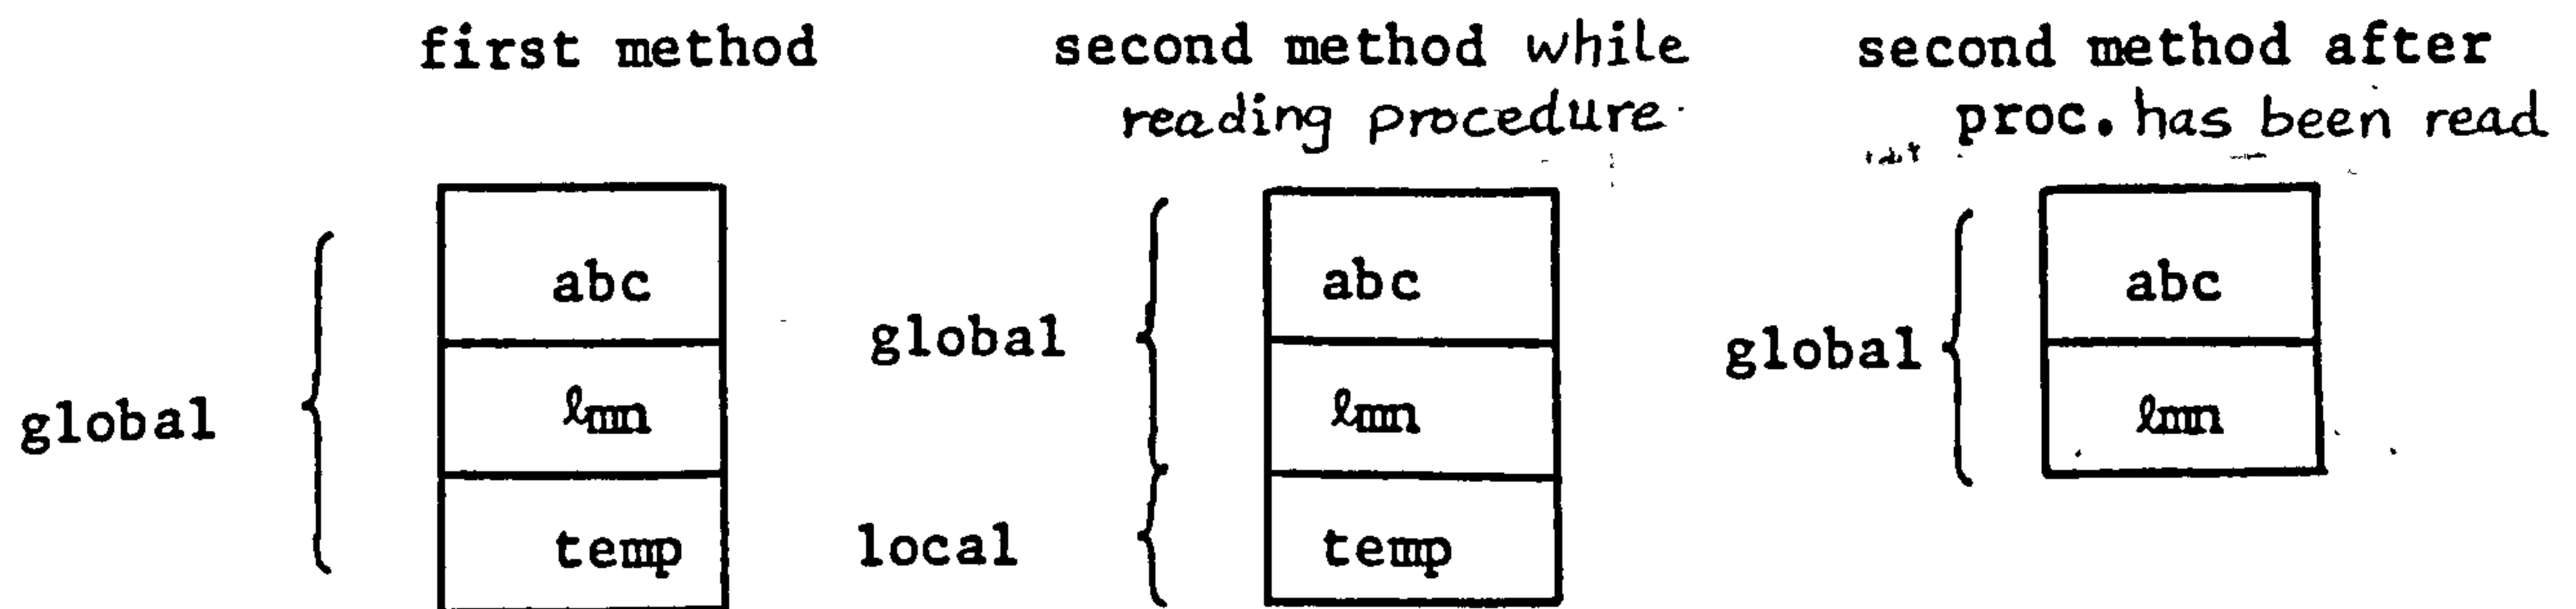 first method
second method while
reading procedure
second method after
proc. has been read
global
abc
ℓmn
temp
global
local
abc
ℓmn
temp
global
abc
ℓmn